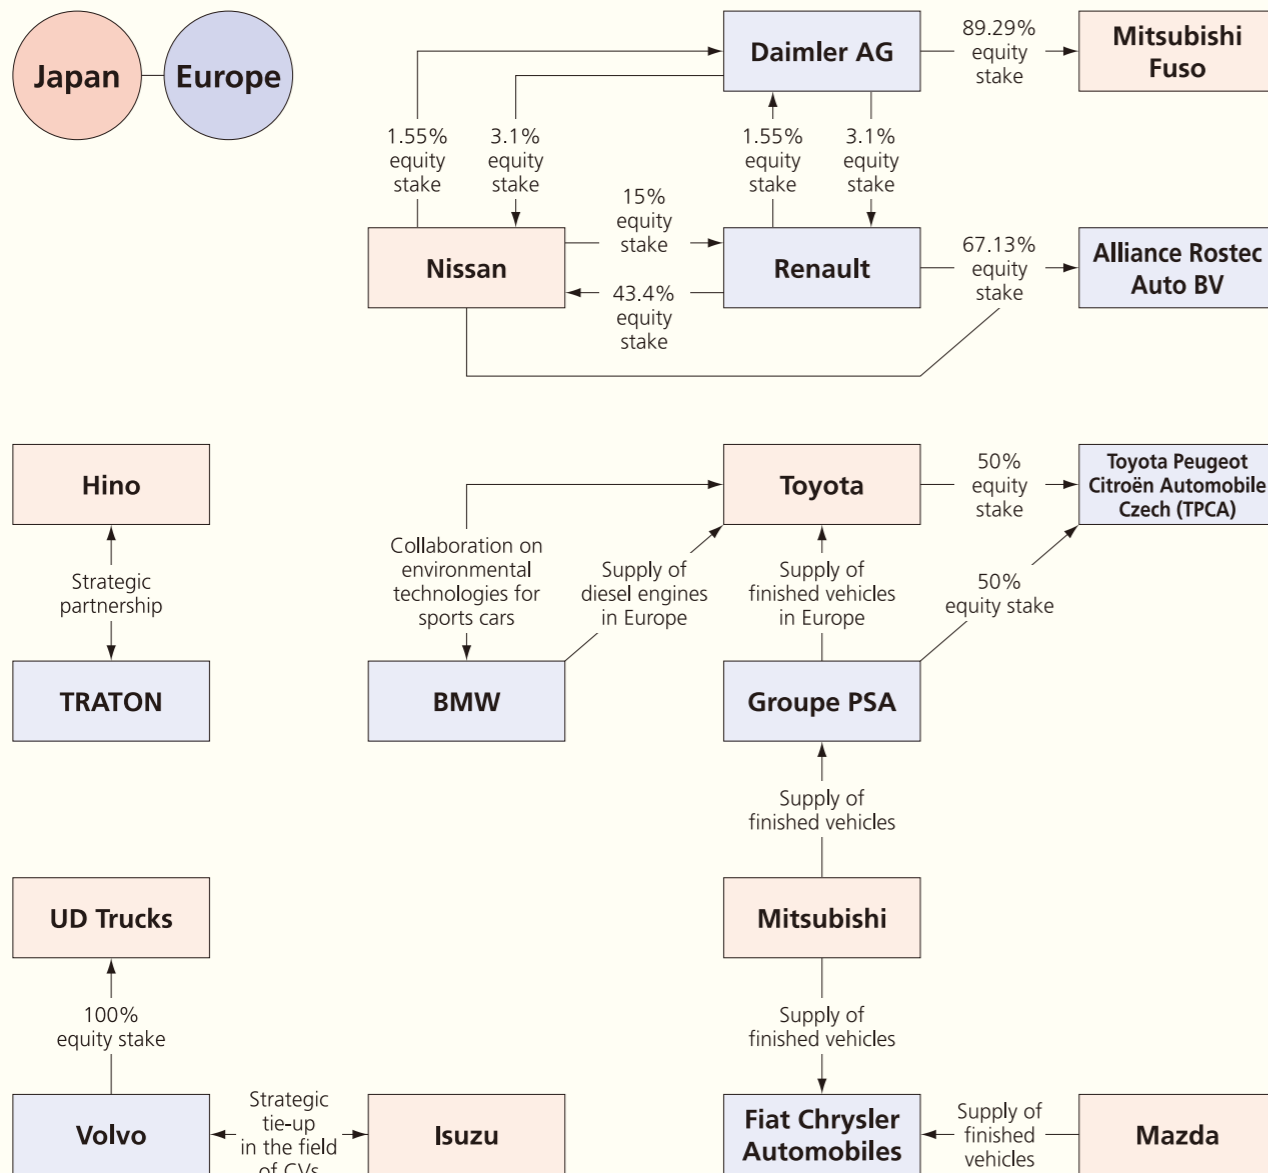 Japan
Europe
Daimler AG
89.29%
equity
stake
Mitsubishi
Fuso
1.55%
equity
stake
3.1%
equity
stake
1.55%
equity
stake
3.1%
equity
stake
15%
equity
stake
Nissan
Renault
67.13%
equity
stake
Alliance Rostec
Auto BV
43.4%
equity
stake
Hino
Toyota
50%
equity
stake
Toyota Peugeot
Citroën Automobile
Czech (TPCA)
Strategic
partnership
Collaboration on
environmental
technologies for
sports cars
Supply of
diesel engines
in Europe
Supply of
finished vehicles
in Europe
50%
equity stake
TRATON
BMW
Groupe PSA
Supply of
finished vehicles
UD Trucks
Mitsubishi
100%
equity stake
Supply of
finished vehicles
Volvo
Strategic
tie-up
in the field
of CVs
Isuzu
Fiat Chrysler
Automobiles
Supply of
finished
vehicles
Mazda